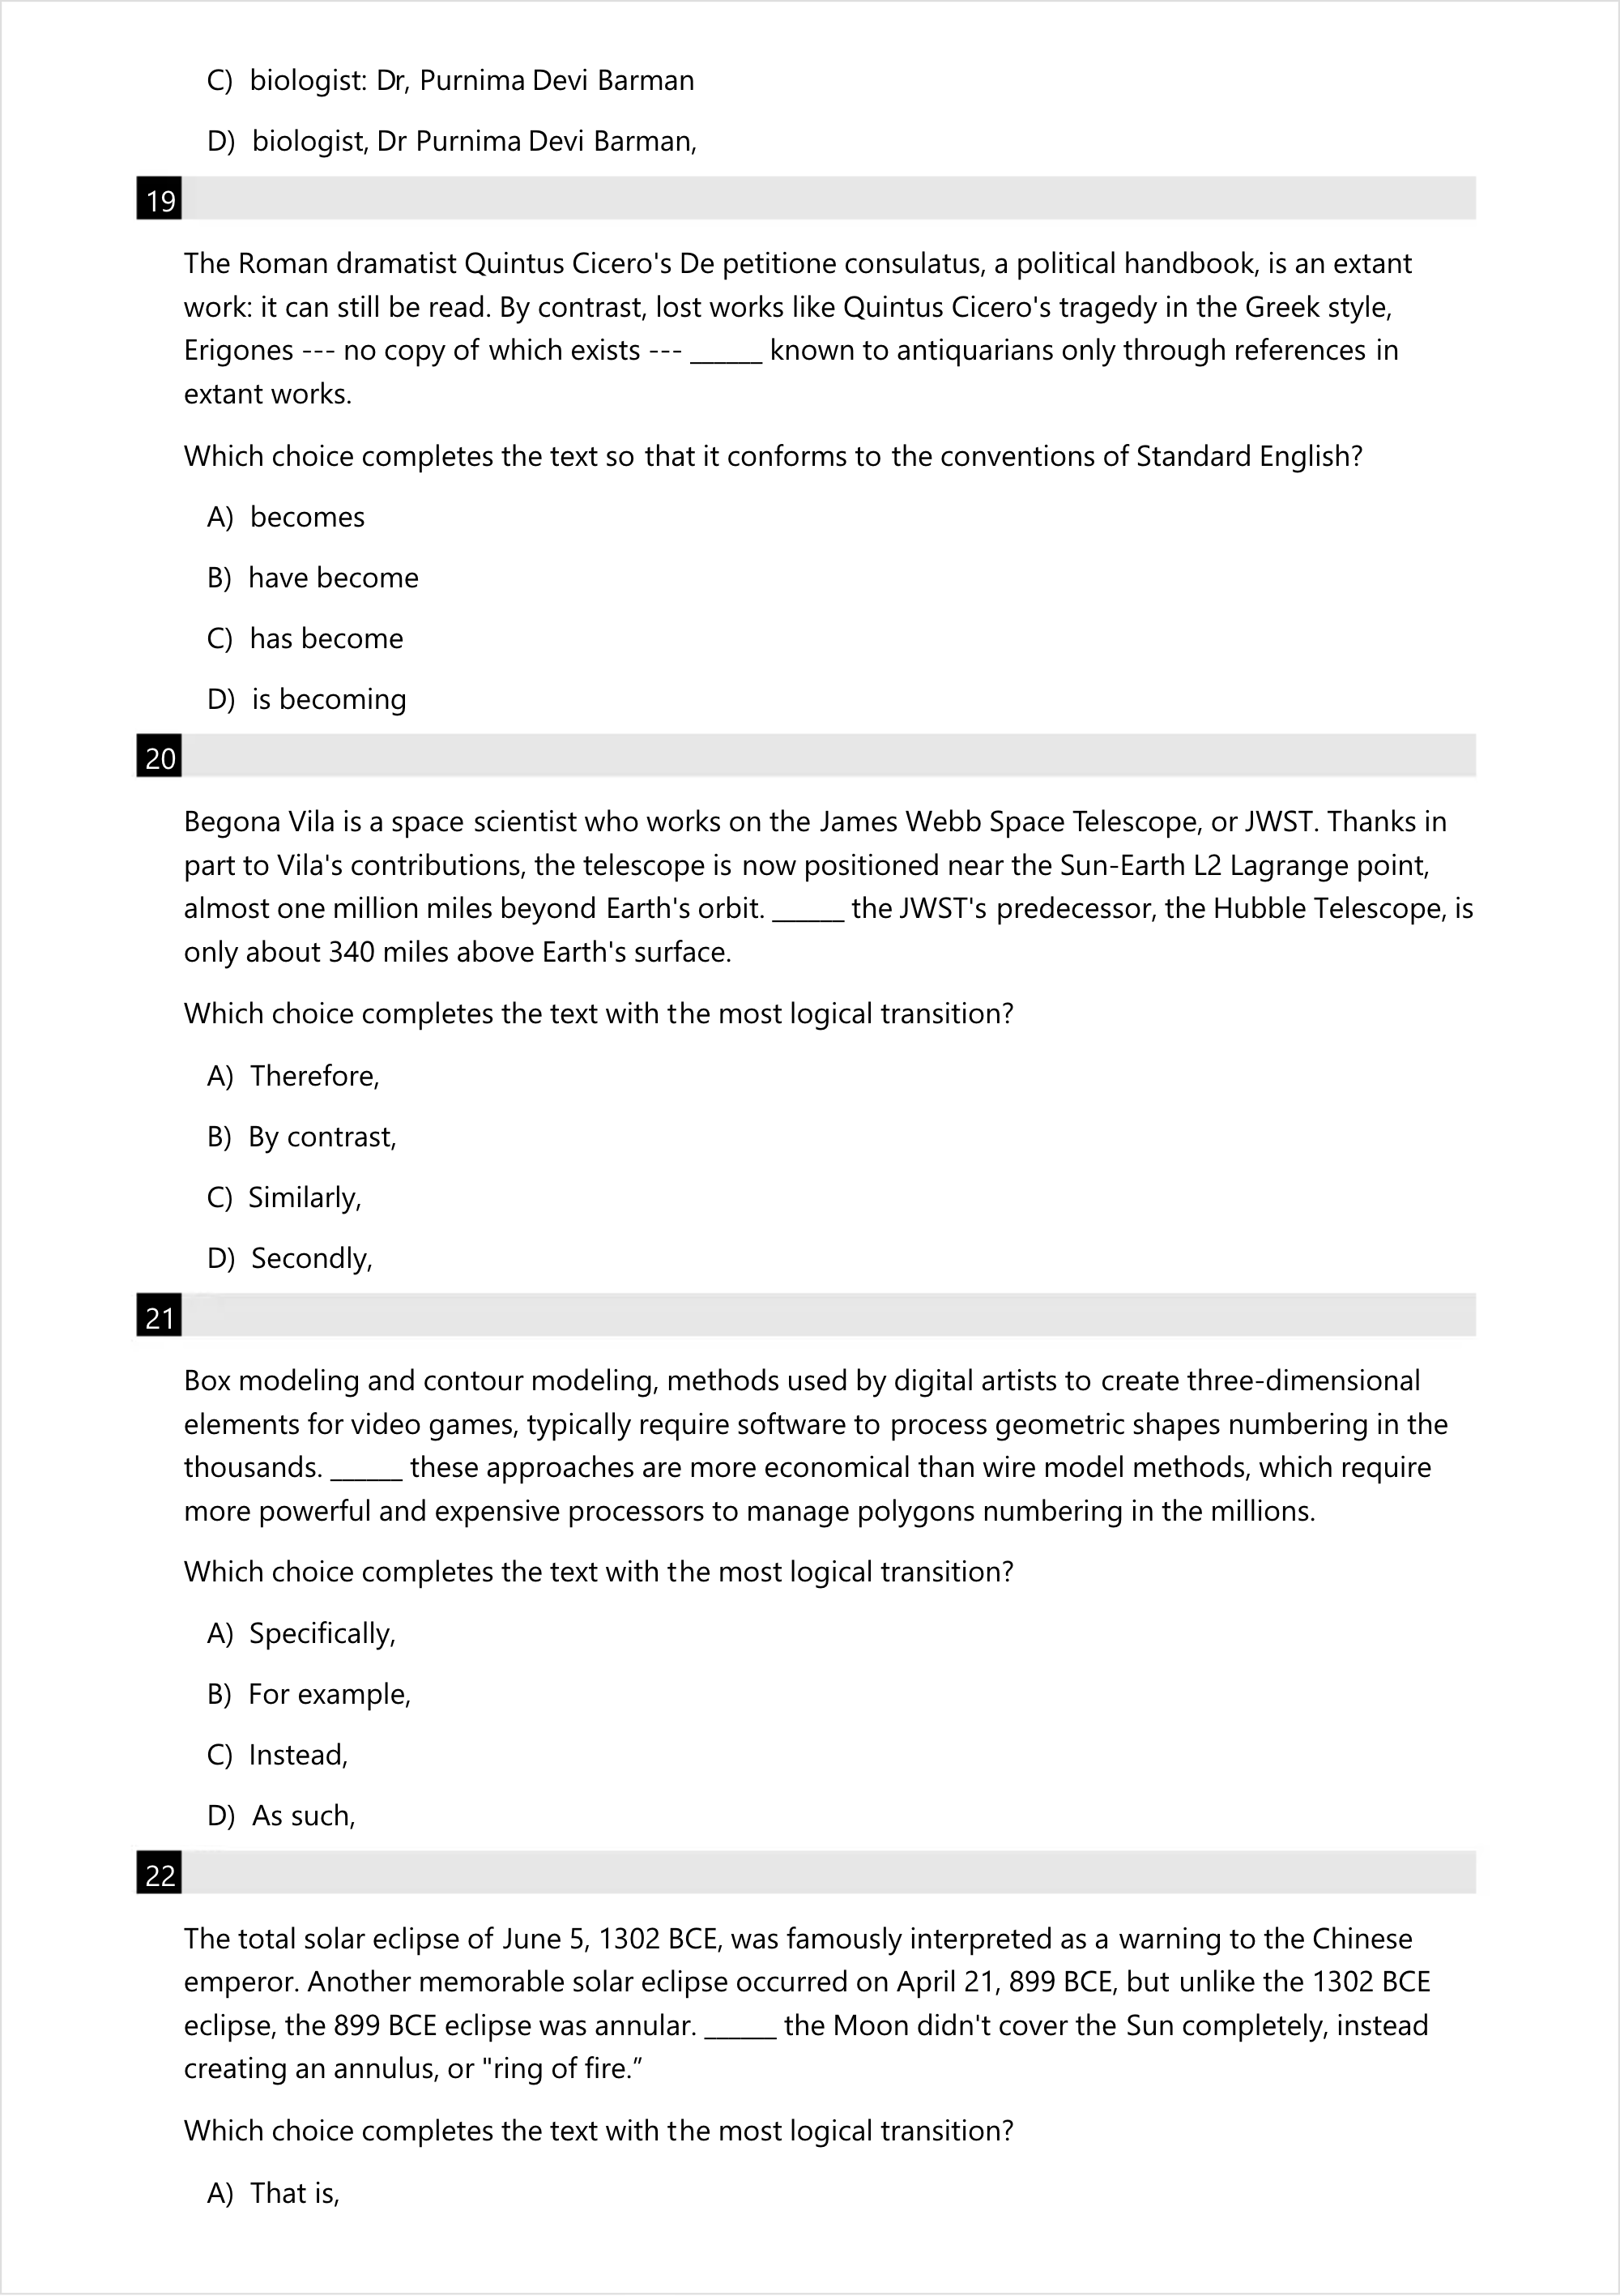 C) biologist: Dr, Purnima Devi Barman
D) biologist, Dr Purnima Devi Barman,
19
The Roman dramatist Quintus Cicero's De petitione consulatus, a political handbook, is an extant
work: it can still be read. By contrast, lost works like Quintus Cicero's tragedy in the Greek style,
Erigones --- no copy of which exists --- ______ known to antiquarians only through references in
extant works.
Which choice completes the text so that it conforms to the conventions of Standard English?
A) becomes
B) have become
C) has become
D) is becoming
20
Begona Vila is a space scientist who works on the James Webb Space Telescope, or JWST. Thanks in
part to Vila's contributions, the telescope is now positioned near the Sun-Earth L2 Lagrange point,
almost one million miles beyond Earth's orbit. ______ the JWST's predecessor, the Hubble Telescope, is
only about 340 miles above Earth's surface.
Which choice completes the text with the most logical transition?
A) Therefore,
B) By contrast,
C) Similarly,
D) Secondly,
21
Box modeling and contour modeling, methods used by digital artists to create three-dimensional
elements for video games, typically require software to process geometric shapes numbering in the
thousands. ______ these approaches are more economical than wire model methods, which require
more powerful and expensive processors to manage polygons numbering in the millions.
Which choice completes the text with the most logical transition?
A) Specifically,
B) For example,
C) Instead,
D) As such,
22
The total solar eclipse of June 5, 1302 BCE, was famously interpreted as a warning to the Chinese
emperor. Another memorable solar eclipse occurred on April 21, 899 BCE, but unlike the 1302 BCE
eclipse, the 899 BCE eclipse was annular. ______ the Moon didn't cover the Sun completely, instead
creating an annulus, or "ring of fire.”
Which choice completes the text with the most logical transition?
A) That is,